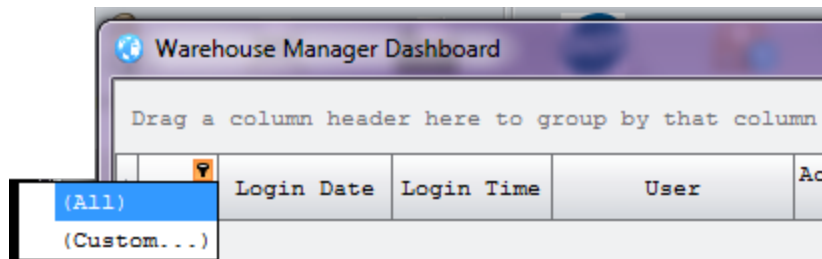 Warehouse Manager Dashboard
Drag a column header here to group by that column
Login Date Login Time User
(All)
(Custom...)